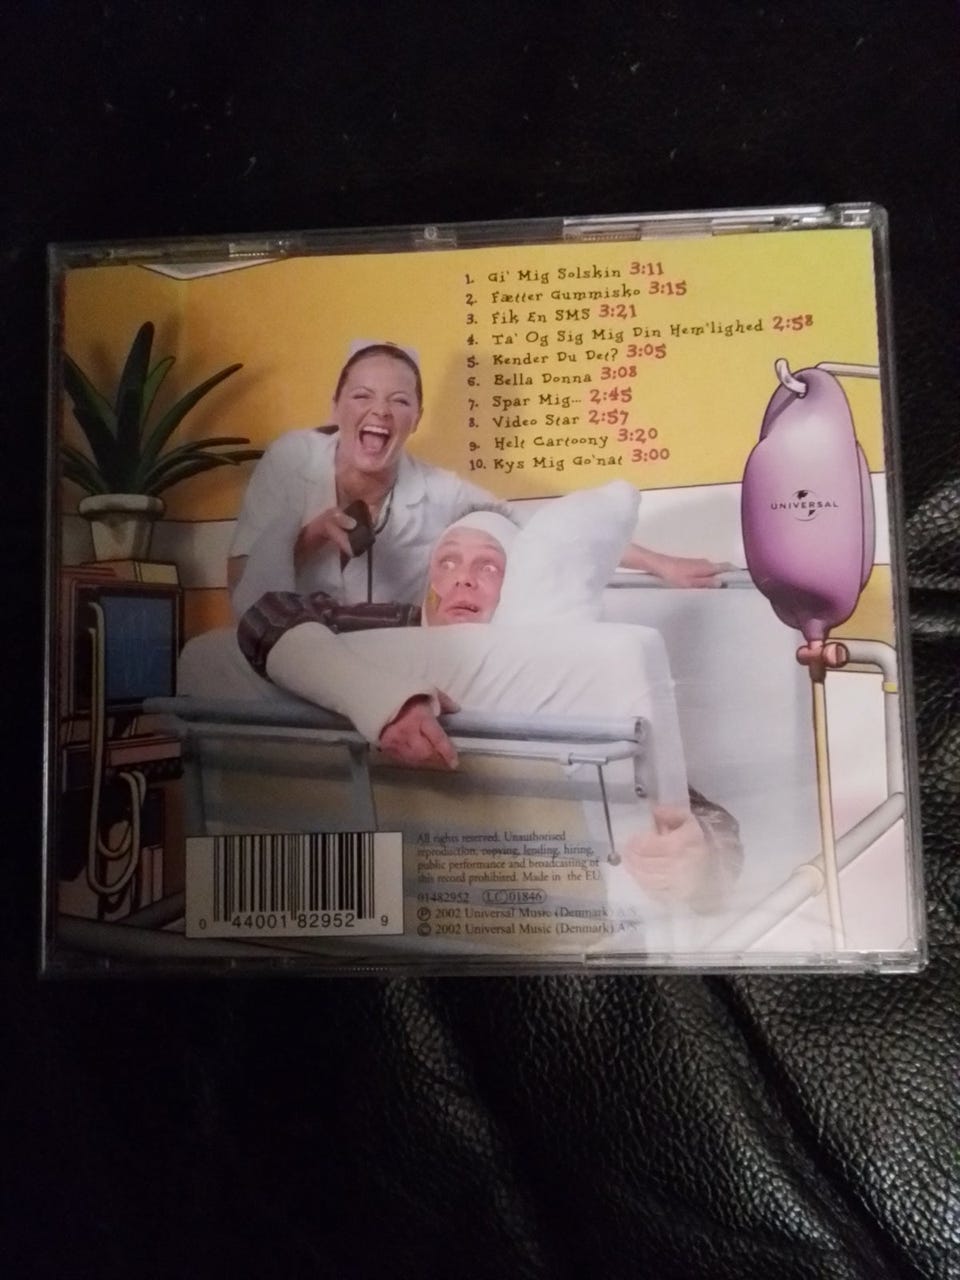 1. Gi' Mig Solskin 3:11
2. Fætter Gummisko 3:15
3. Fik En SMS 3:21
4. Ta' Og Sig Mig Din Hem'lighed 2:58
5. Kender Du Det? 3:05
6. Bella Donna 3:08
7. Spar Mig... 2:45
8. Video Star 2:57
9. Helt Cartoony 3:20
10. Kys Mig Go'nat 3:00
UNIVERSAL
All rights reserved. Unauthorised
reproduction, copying, lending, hiring,
public performance and broadcasting of
this record prohibited. Made in the EU
01482952 LC 01846
℗ 2002 Universal Music (Denmark) A/S
© 2002 Universal Music (Denmark) A/S
0 44001 82952 9